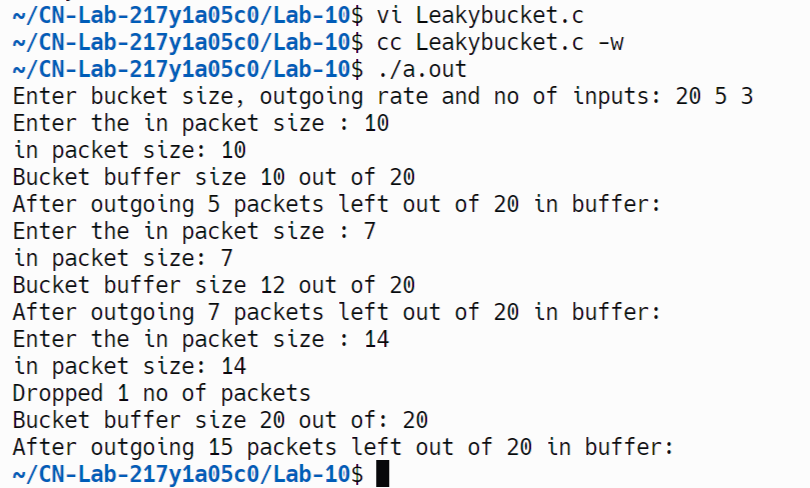 ~/CN-Lab-217y1a05c0/Lab-10$ vi Leakybucket.c
~/CN-Lab-217y1a05c0/Lab-10$ cc Leakybucket.c -w
~/CN-Lab-217y1a05c0/Lab-10$ ./a.out
Enter bucket size, outgoing rate and no of inputs: 20 5 3
Enter the in packet size : 10
in packet size: 10
Bucket buffer size 10 out of 20
After outgoing 5 packets left out of 20 in buffer:
Enter the in packet size : 7
in packet size: 7
Bucket buffer size 12 out of 20
After outgoing 7 packets left out of 20 in buffer:
Enter the in packet size : 14
in packet size: 14
Dropped 1 no of packets
Bucket buffer size 20 out of: 20
After outgoing 15 packets left out of 20 in buffer:
~/CN-Lab-217y1a05c0/Lab-10$